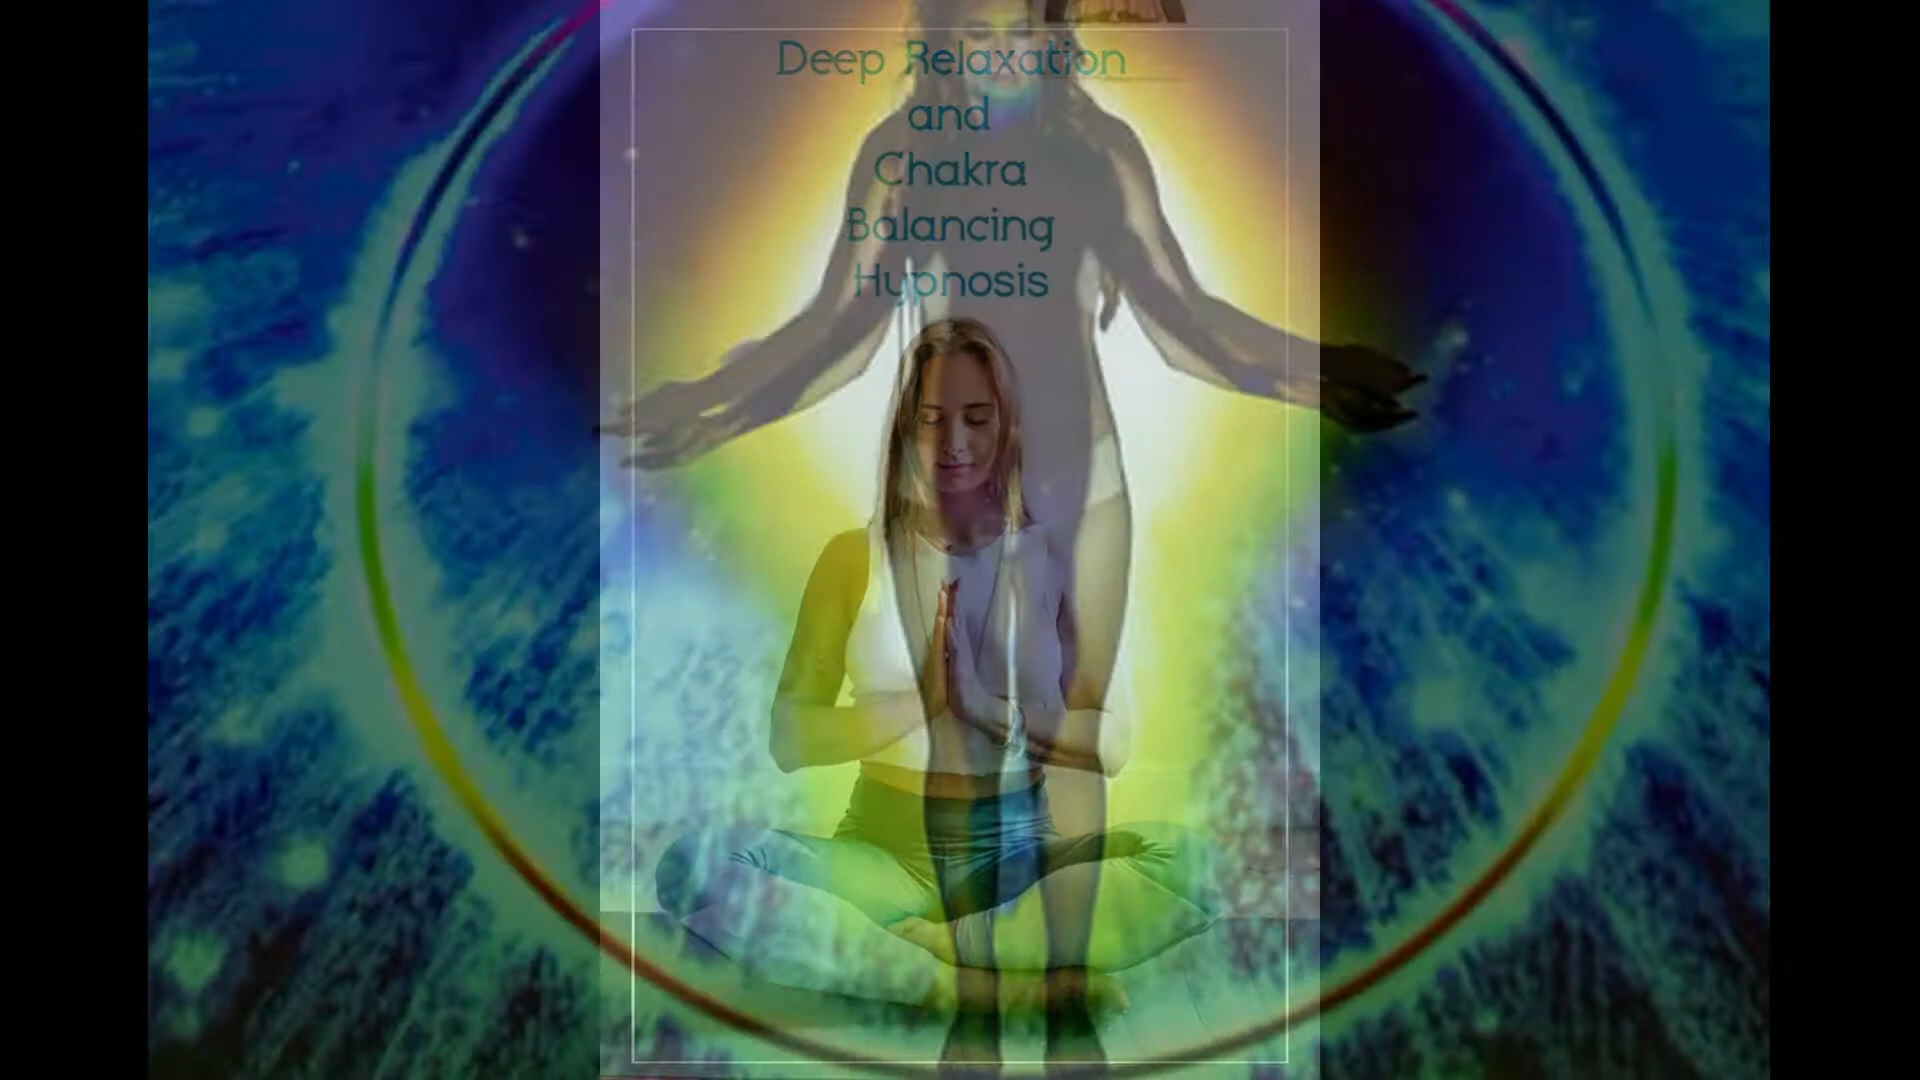 Deep Relaxation
and
Chakra
Balancing
Hypnosis